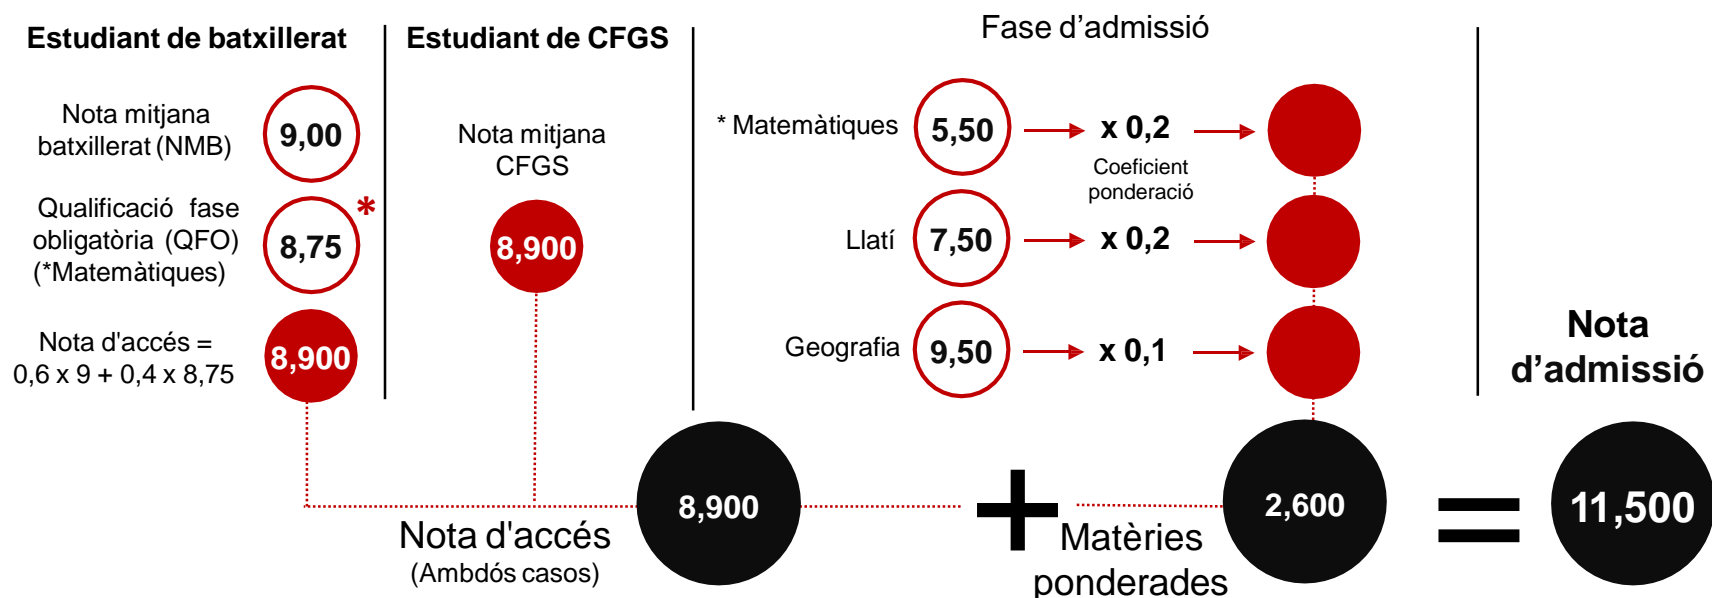 Estudiant de batxillerat
Nota mitjana
batxillerat (NMB)
9,00
Qualificació fase
obligatòria (QFO)
(*Matemàtiques)
8,75
*
Nota d'accés =
0,6 x 9 + 0,4 x 8,75
8,900
Estudiant de CFGS
Nota mitjana
CFGS
8,900
Fase d’admissió
* Matemàtiques
5,50
x 0,2
Coeficient
ponderació
Llatí
7,50
x 0,2
Geografia
9,50
x 0,1
Nota d'accés
(Ambdós casos)
8,900
+
Matèries
ponderades
2,600
=
Nota
d’admissió
11,500